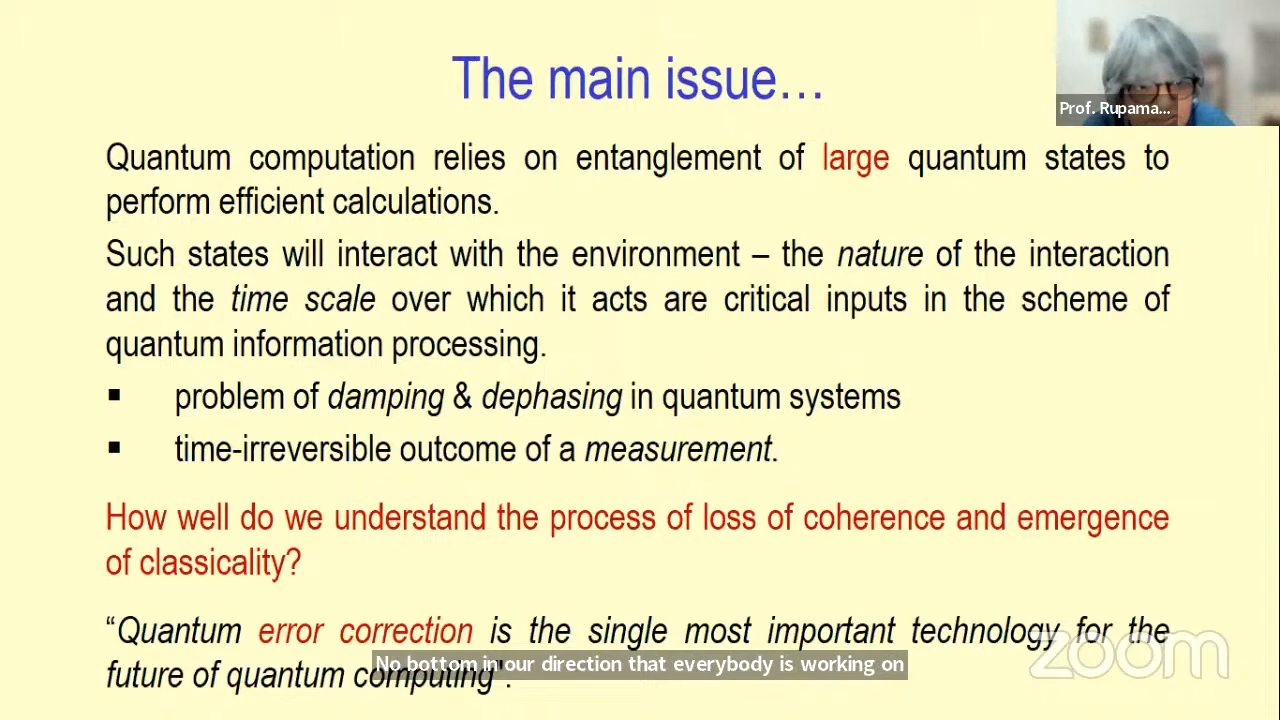 The main issue…
Prof. Rupama...
Quantum computation relies on entanglement of large quantum states to
perform efficient calculations.
Such states will interact with the environment – the nature of the interaction
and the time scale over which it acts are critical inputs in the scheme of
quantum information processing.
▪ problem of damping & dephasing in quantum systems
▪ time-irreversible outcome of a measurement.
How well do we understand the process of loss of coherence and emergence
of classicality?
“Quantum error correction is the single most important technology for the
future of quantum computing”.
No bottom in our direction that everybody is working on
zoom